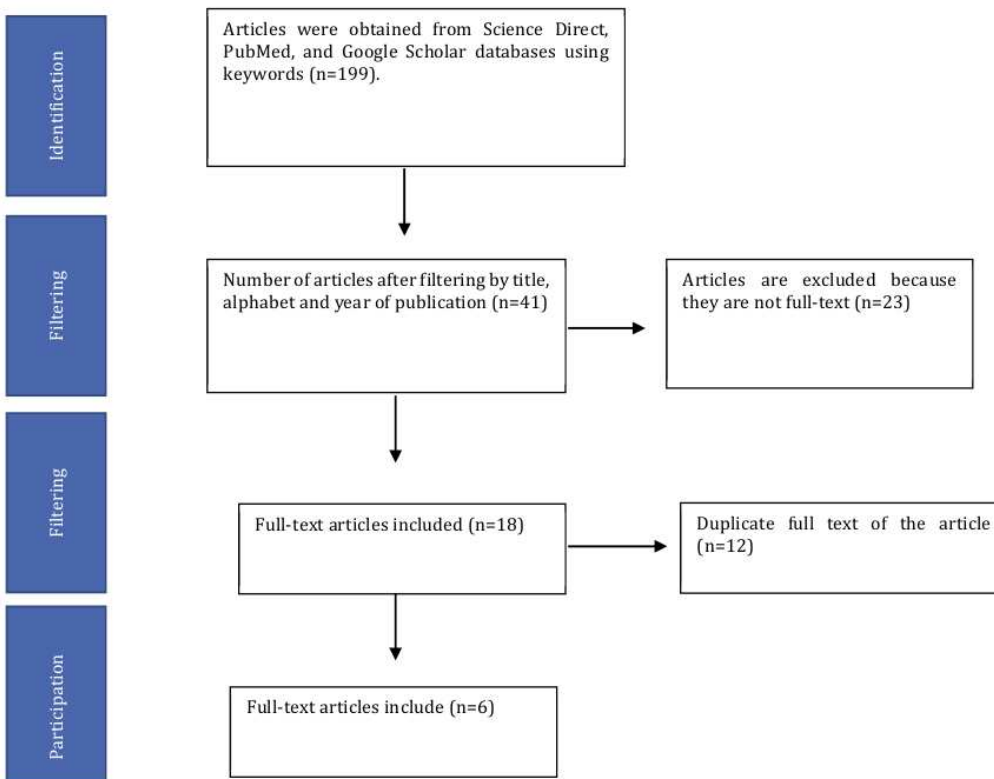 Identification
Articles were obtained from Science Direct,
PubMed, and Google Scholar databases using
keywords (n=199).
Filtering
Number of articles after filtering by title,
alphabet and year of publication (n=41)
Articles are excluded because
they are not full-text (n=23)
Filtering
Full-text articles included (n=18)
Duplicate full text of the article
(n=12)
Participation
Full-text articles include (n=6)